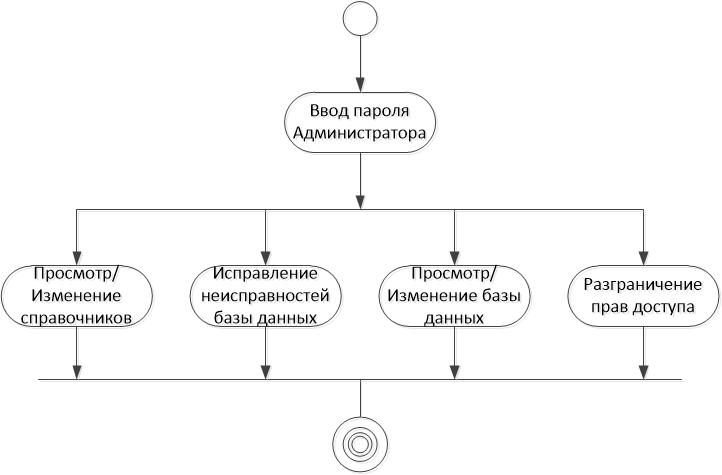 Ввод пароля
Администратора
Просмотр/
Изменение
справочников
Исправление
неисправностей
базы данных
Просмотр/
Изменение базы
данных
Разграничение
прав доступа